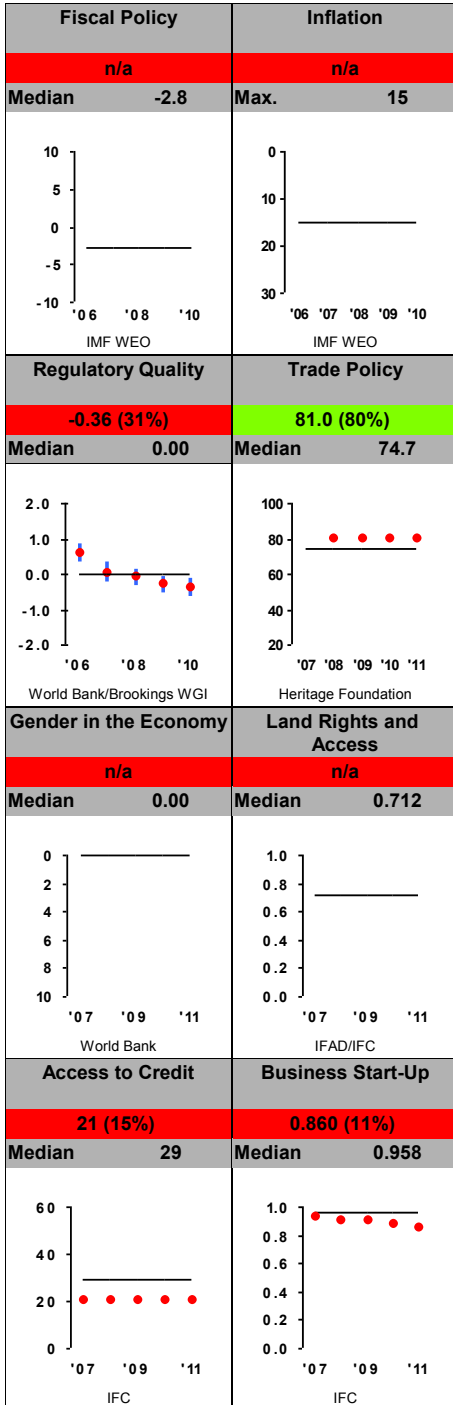 Fiscal Policy
n/a
Median -2.8
10
5
0
-5
-10
'06 '08 '10
IMF WEO
Inflation
n/a
Max. 15
0
10
20
30
'06 '07 '08 '09 '10
IMF WEO
Regulatory Quality
-0.36 (31%)
Median 0.00
2.0
1.0
0.0
-1.0
-2.0
'06 '08 '10
World Bank/Brookings WGI
Trade Policy
81.0 (80%)
Median 74.7
100
80
60
40
20
'07 '08 '09 '10 '11
Heritage Foundation
Gender in the Economy
n/a
Median 0.00
0
2
4
6
8
10
'07 '09 '11
World Bank
Land Rights and
Access
n/a
Median 0.712
1.0
0.8
0.6
0.4
0.2
0.0
'07 '09 '11
IFAD/IFC
Access to Credit
21 (15%)
Median 29
60
40
20
0
'07 '09 '11
IFC
Business Start-Up
0.860 (11%)
Median 0.958
1.0
0.8
0.6
0.4
0.2
0.0
'07 '09 '11
IFC